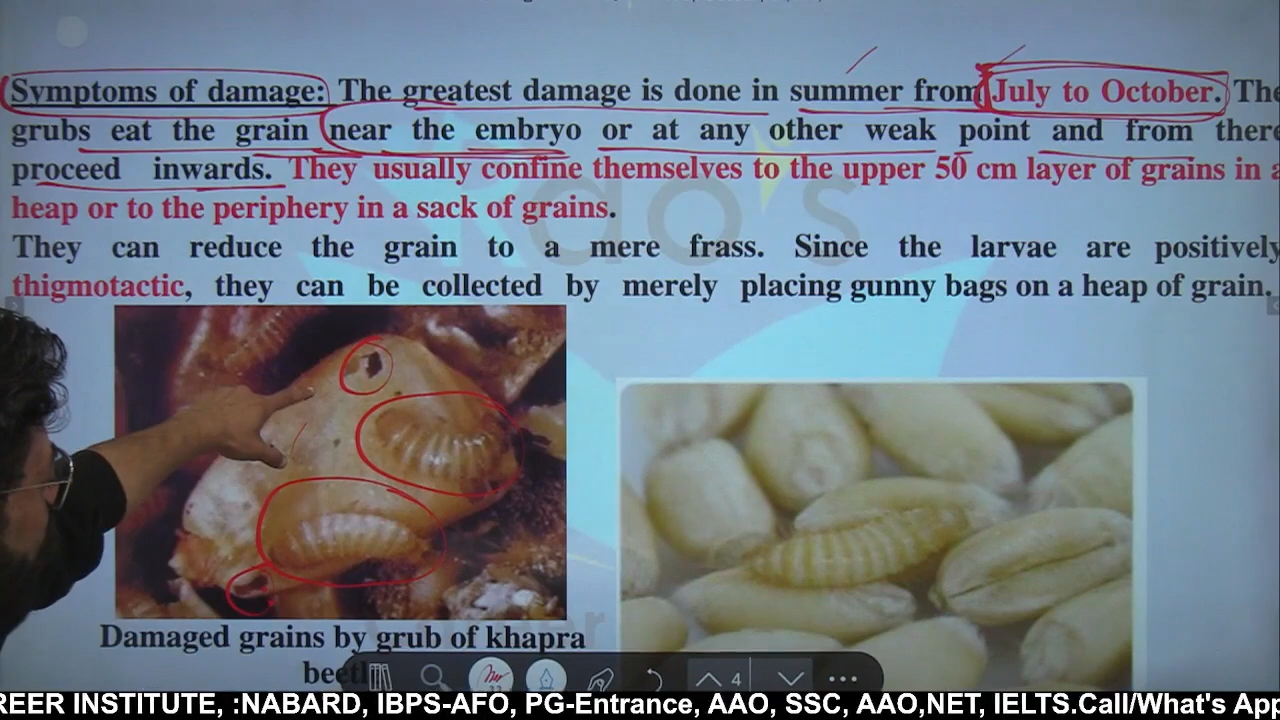 Symptoms of damage: The greatest damage is done in summer from July to October. The
grubs eat the grain near the embryo or at any other weak point and from there
proceed inwards. They usually confine themselves to the upper 50 cm layer of grains in a
heap or to the periphery in a sack of grains.
They can reduce the grain to a mere frass. Since the larvae are positively
thigmotactic, they can be collected by merely placing gunny bags on a heap of grain.
ao's
Damaged grains by grub of khapra
4
REER INSTITUTE, :NABARD, IBPS-AFO, PG-Entrance, AAO, SSC, AAO,NET, IELTS.Call/What's App